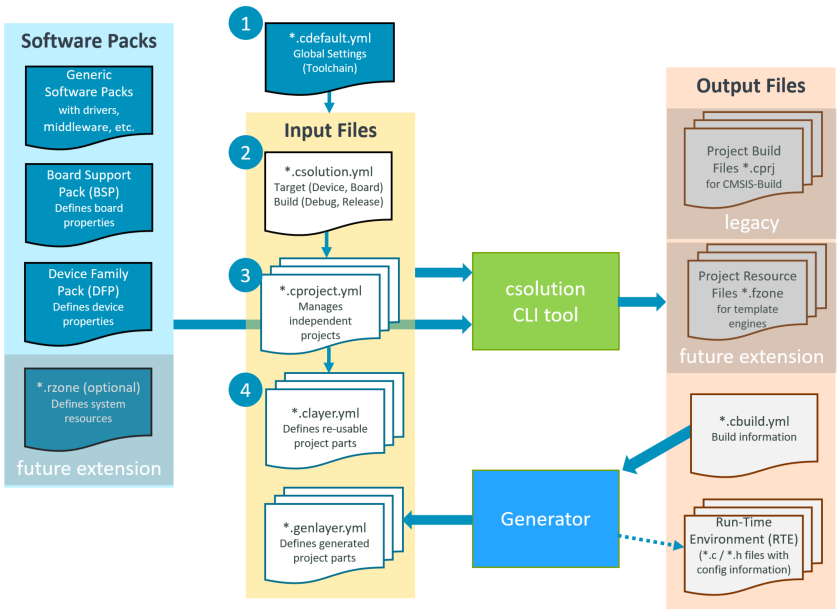 Software Packs
Generic
Software Packs
with drivers,
middleware, etc.
Board Support
Pack (BSP)
Defines board
properties
Device Family
Pack (DFP)
Defines device
properties
*.rzone (optional)
Defines system
resources
future extension
1
*.cdefault.yml
Global Settings
(Toolchain)
Input Files
2
*.csolution.yml
Target (Device, Board)
Build (Debug, Release)
3
*.cproject.yml
Manages
independent
projects
4
*.clayer.yml
Defines re-usable
project parts
*.genlayer.yml
Defines generated
project parts
csolution
CLI tool
Generator
Output Files
Project Build
Files *.cprj
for CMSIS-Build
legacy
Project Resource
Files *.fzone
for template
engines
future extension
*.cbuild.yml
Build information
Run-Time
Environment (RTE)
(*.c / *.h files with
config information)